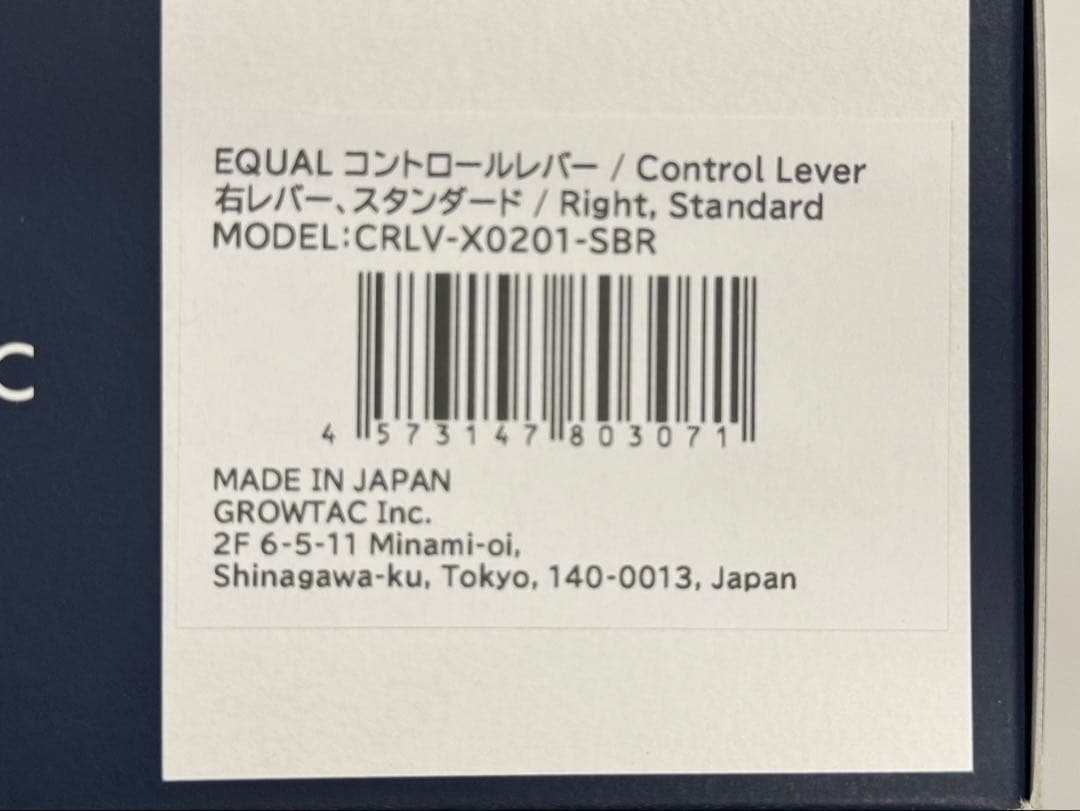 EQUAL コントロールレバー / Control Lever
右レバー、スタンダード / Right, Standard
MODEL:CRLV-X0201-SBR
C
4 573147 803071
MADE IN JAPAN
GROWTAC Inc.
2F 6-5-11 Minami-oi,
Shinagawa-ku, Tokyo, 140-0013, Japan